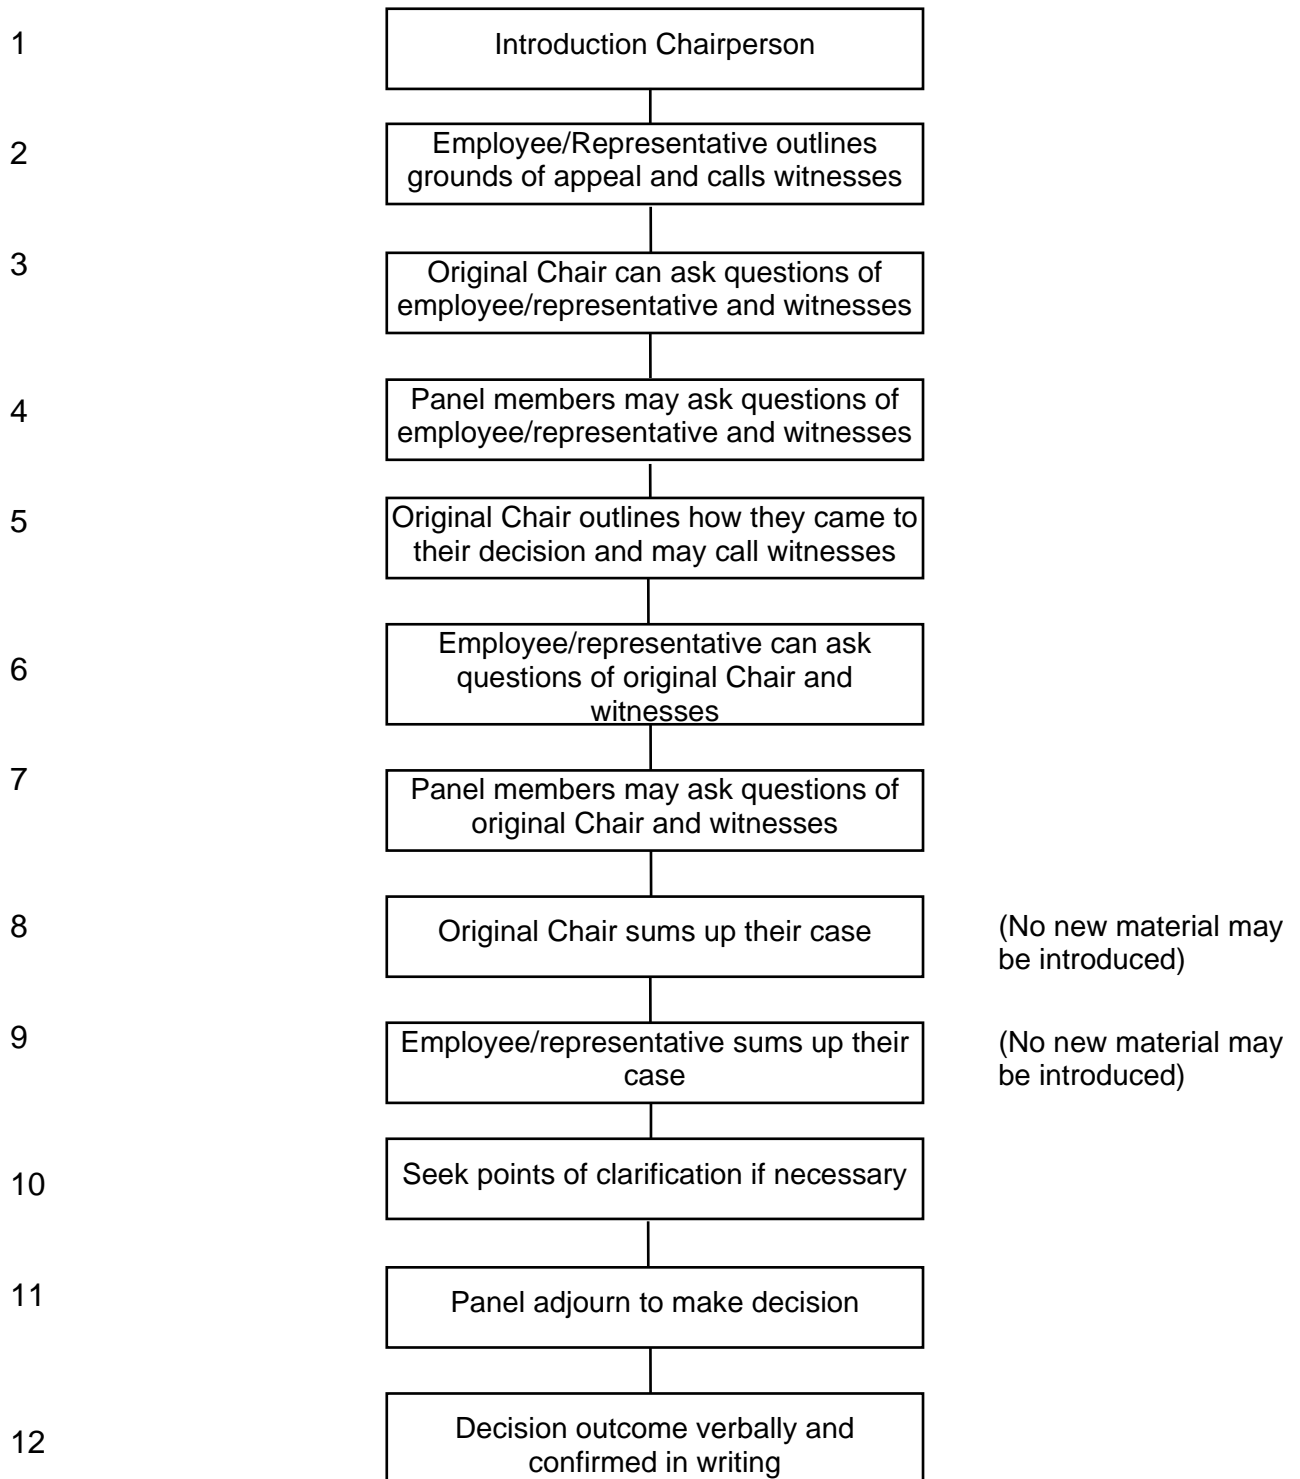 1
Introduction Chairperson
2
Employee/Representative outlines
grounds of appeal and calls witnesses
3
Original Chair can ask questions of
employee/representative and witnesses
4
Panel members may ask questions of
employee/representative and witnesses
5
Original Chair outlines how they came to
their decision and may call witnesses
6
Employee/representative can ask
questions of original Chair and
witnesses
7
Panel members may ask questions of
original Chair and witnesses
8
Original Chair sums up their case
(No new material may
be introduced)
9
Employee/representative sums up their
case
(No new material may
be introduced)
10
Seek points of clarification if necessary
11
Panel adjourn to make decision
12
Decision outcome verbally and
confirmed in writing